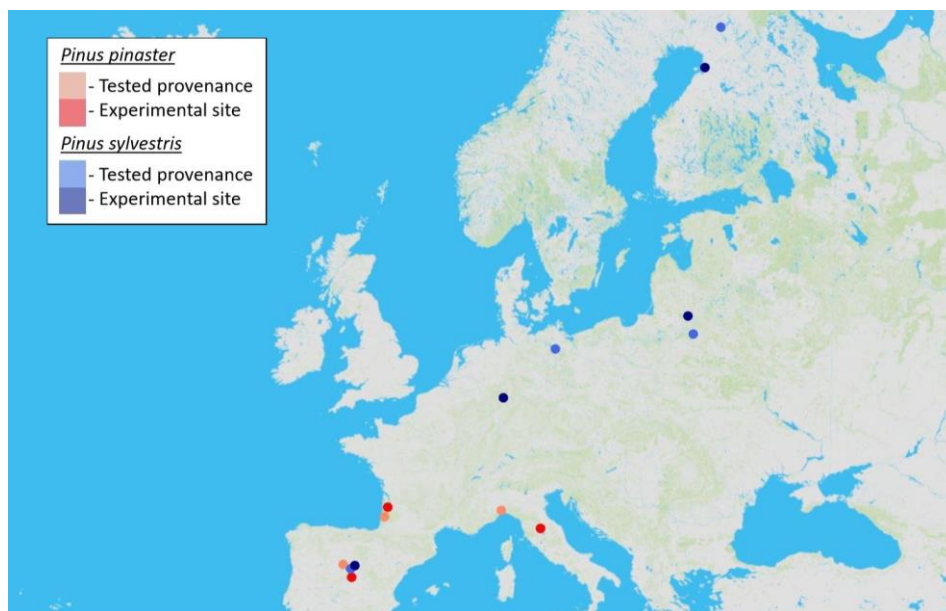 Pinus pinaster
- Tested provenance
- Experimental site
Pinus sylvestris
- Tested provenance
- Experimental site